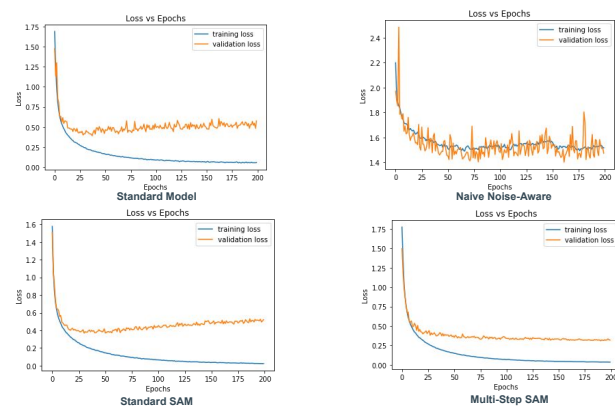 Loss vs Epochs
1.75
1.50
1.25
1.00
0.75
0.50
0.25
0.00
Loss
training loss
validation loss
0 25 50 75 100 125 150 175 200
Epochs
Standard Model
Loss vs Epochs
2.4
2.2
2.0
1.8
1.6
1.4
Loss
training loss
validation loss
0 25 50 75 100 125 150 175 200
Epochs
Naive Noise-Aware
Loss vs Epochs
1.6
1.4
1.2
1.0
0.8
0.6
0.4
0.2
0.0
Loss
training loss
validation loss
0 25 50 75 100 125 150 175 200
Epochs
Standard SAM
Loss vs Epochs
1.75
1.50
1.25
1.00
0.75
0.50
0.25
0.00
Loss
training loss
validation loss
0 25 50 75 100 125 150 175 200
Epochs
Multi-Step SAM